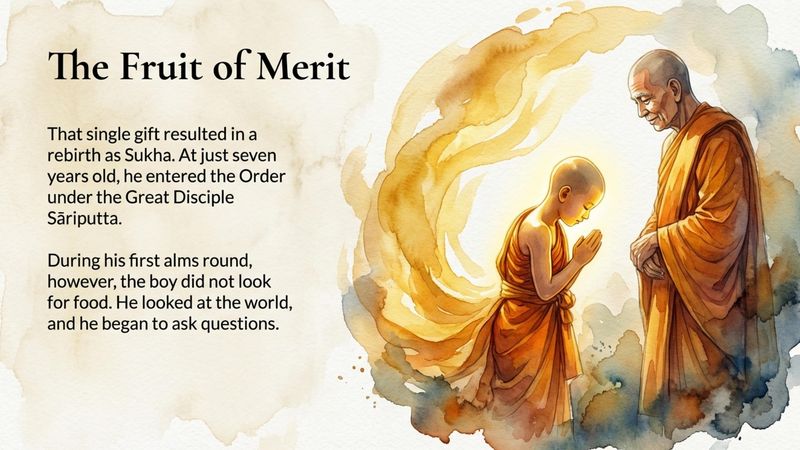 The Fruit of Merit
That single gift resulted in a
rebirth as Sukha. At just seven
years old, he entered the Order
under the Great Disciple
Sāriputta.
During his first alms round,
however, the boy did not look
for food. He looked at the world,
and he began to ask questions.